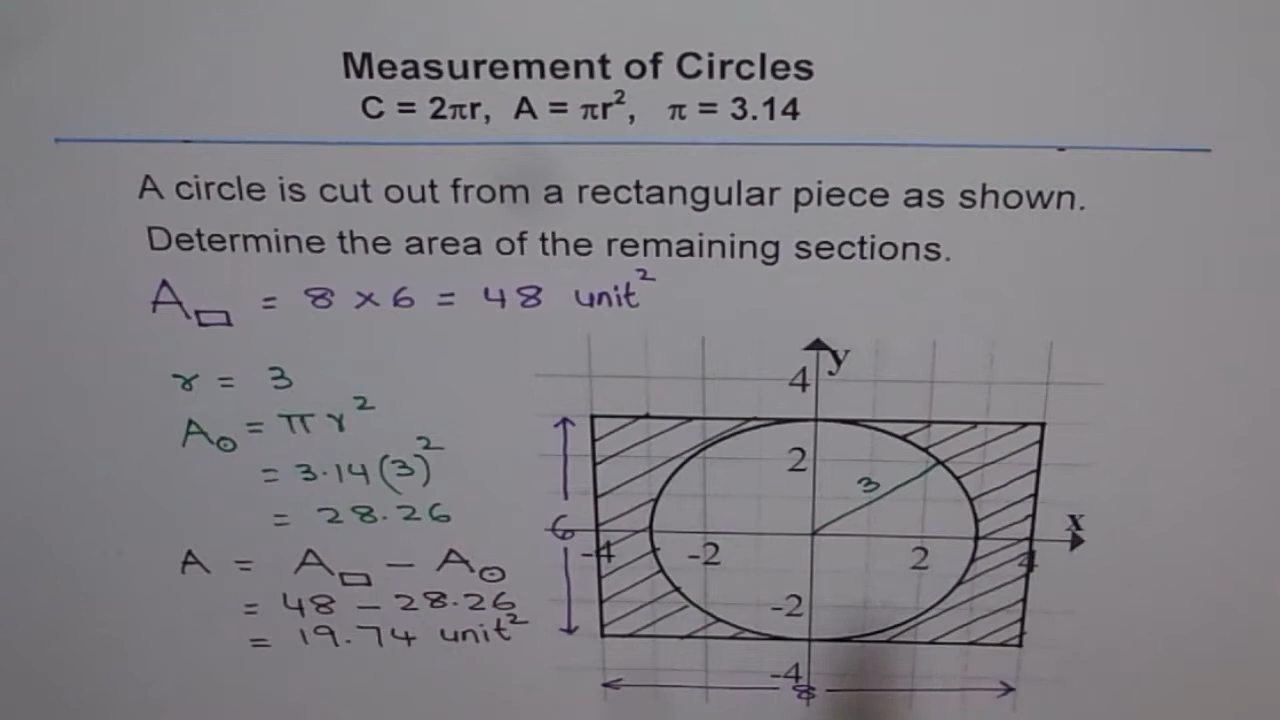 Measurement of Circles
C = 2πr, A = πr², π = 3.14
A circle is cut out from a rectangular piece as shown.
Determine the area of the remaining sections.
A▭ = 8 × 6 = 48 unit²
r = 3
A⊙ = πr²
= 3.14(3)²
= 28.26
A = A▭ − A⊙
= 48 − 28.26
= 19.74 unit²
y
4
2
3
6
-4
-2
2
4
x
-2
-4
8